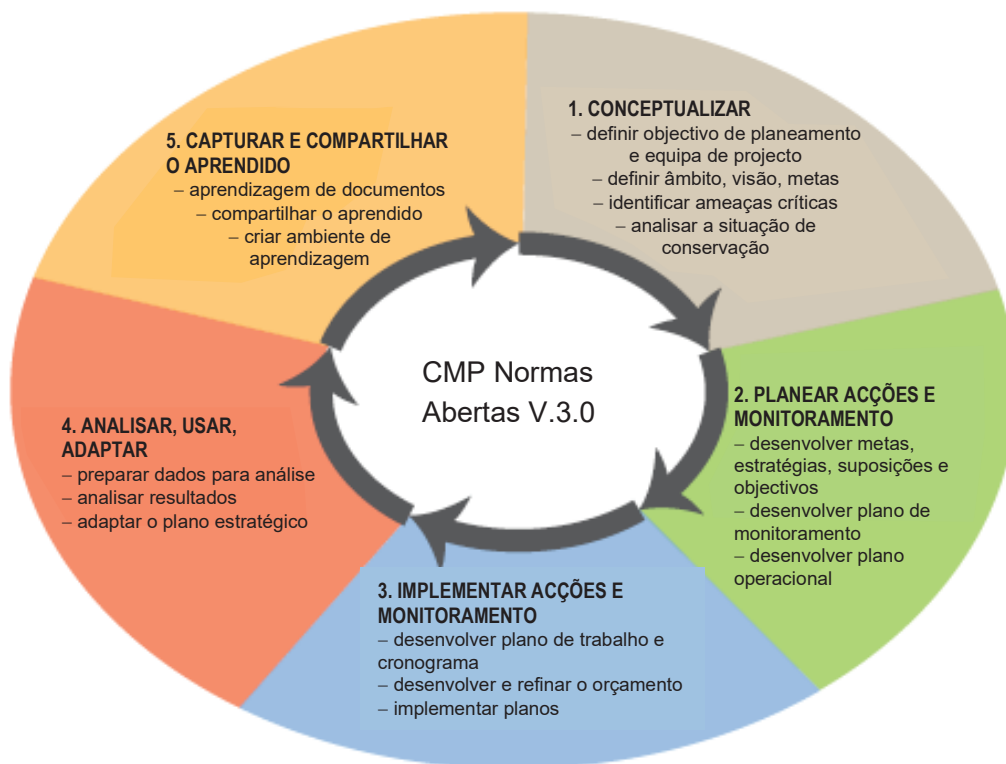 1. CONCEPTUALIZAR
– definir objectivo de planeamento
e equipa de projecto
– definir âmbito, visão, metas
– identificar ameaças críticas
– analisar a situação de
conservação
2. PLANEAR ACÇÕES E
MONITORAMENTO
– desenvolver metas,
estratégias, suposições e
objectivos
– desenvolver plano de
monitoramento
– desenvolver plano
operacional
3. IMPLEMENTAR ACÇÕES E
MONITORAMENTO
– desenvolver plano de trabalho e
cronograma
– desenvolver e refinar o orçamento
– implementar planos
4. ANALISAR, USAR,
ADAPTAR
– preparar dados para análise
– analisar resultados
– adaptar o plano estratégico
5. CAPTURAR E COMPARTILHAR
O APRENDIDO
– aprendizagem de documentos
– compartilhar o aprendido
– criar ambiente de
aprendizagem
CMP Normas
Abertas V.3.0